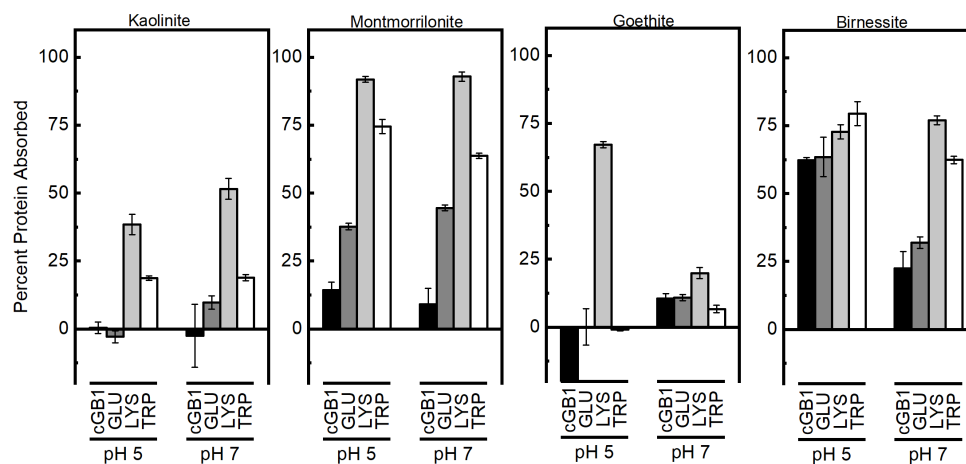 Kaolinite
Montmorrilonite
Goethite
Birnessite
Percent Protein Absorbed
100
75
50
25
0
100
75
50
25
0
100
75
50
25
0
100
75
50
25
0
cGB1 GLU LYS TRP
cGB1 GLU LYS TRP
cGB1 GLU LYS TRP
cGB1 GLU LYS TRP
cGB1 GLU LYS TRP
cGB1 GLU LYS TRP
cGB1 GLU LYS TRP
cGB1 GLU LYS TRP
pH 5 pH 7
pH 5 pH 7
pH 5 pH 7
pH 5 pH 7